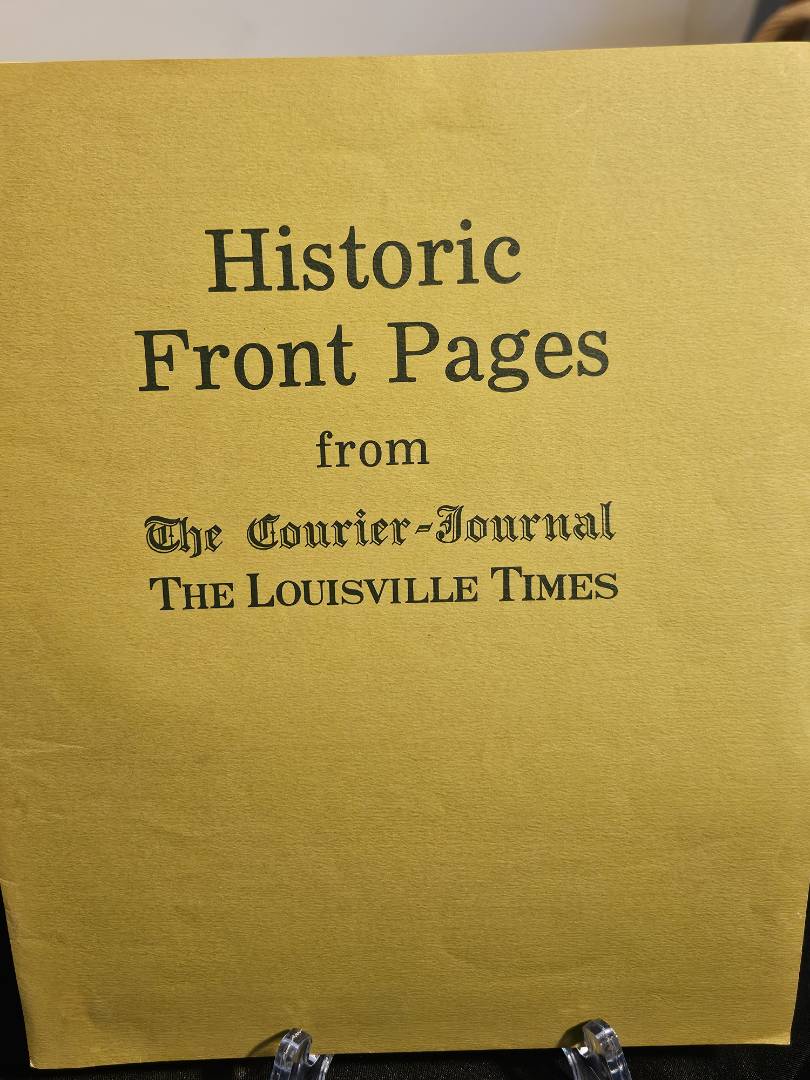 Historic
Front Pages
from
The Courier-Journal
THE LOUISVILLE TIMES